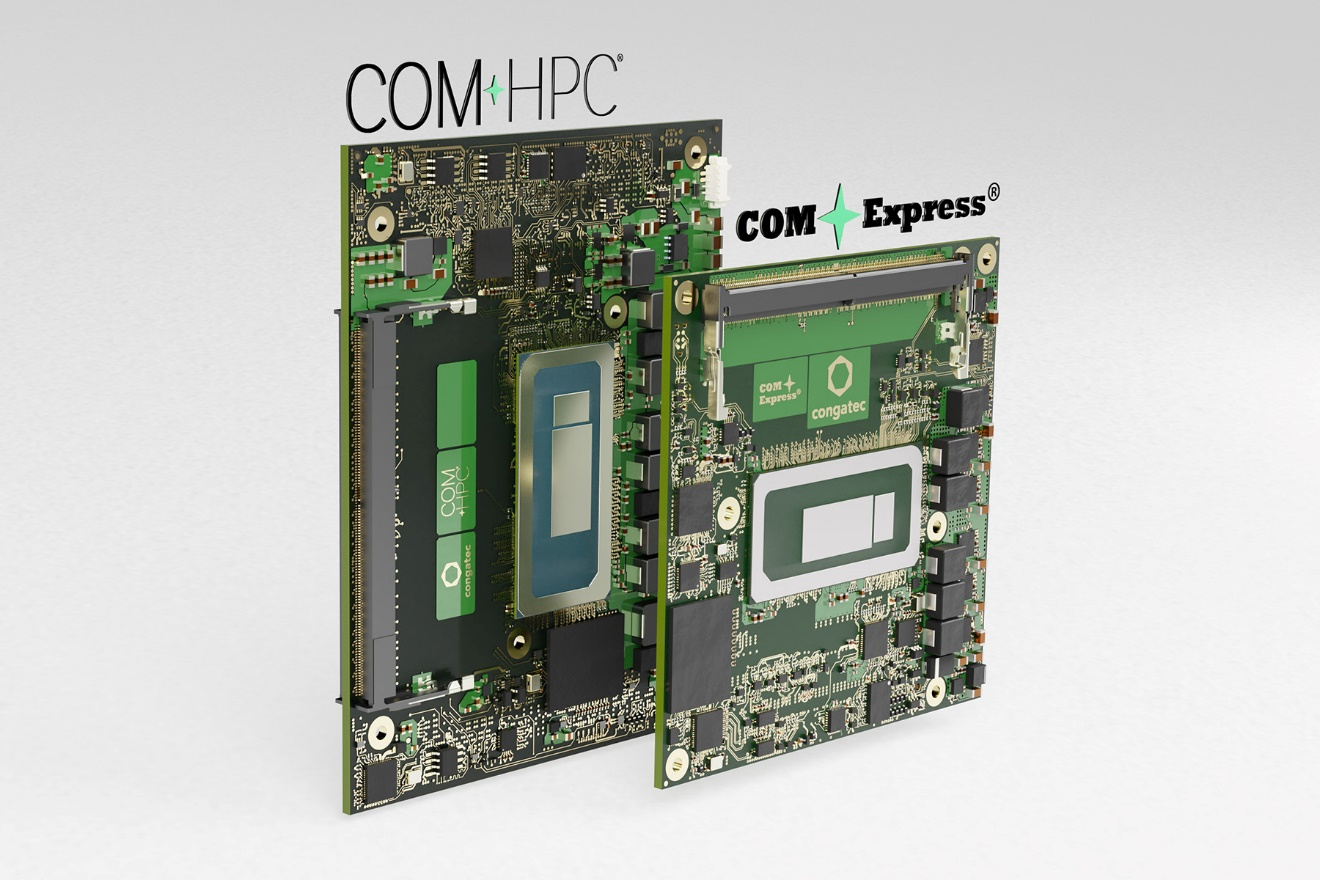 COM HPC®
COM Express®
COM
HPC
congatec
COM
Express®
congatec